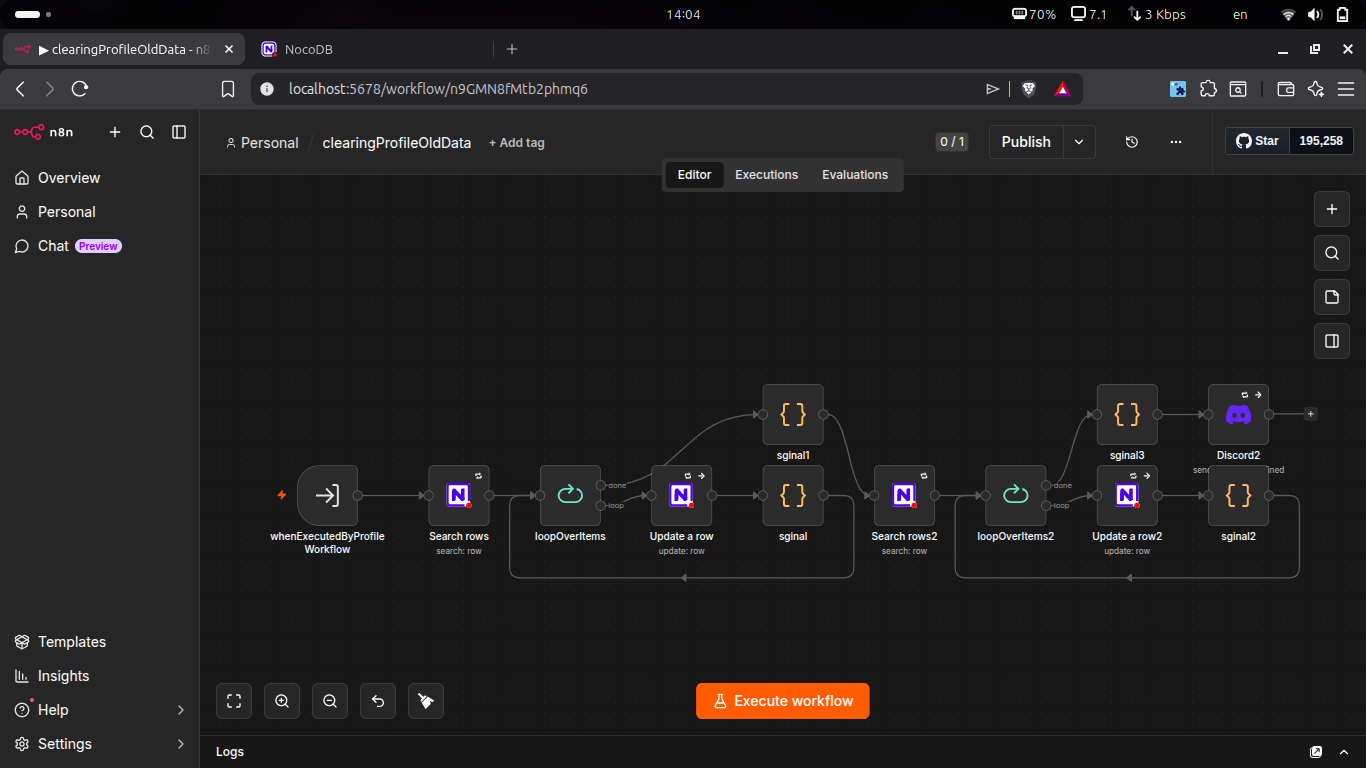 14:04
70%
7.1
3 Kbps
en
▶ clearingProfileOldData - n8
NocoDB
localhost:5678/workflow/n9GMN8fMtb2phmq6
n8n
Personal / clearingProfileOldData + Add tag
0 / 1
Publish
Star 195,258
Editor
Executions
Evaluations
Overview
Personal
Chat Preview
sginal1
sginal3
Discord2
done
loop
done
loop
whenExecutedByProfile
Workflow
Search rows
search: row
loopOverItems
Update a row
update: row
sginal
Search rows2
search: row
loopOverItems2
Update a row2
update: row
sginal2
Templates
Insights
Help
Settings
Execute workflow
Logs